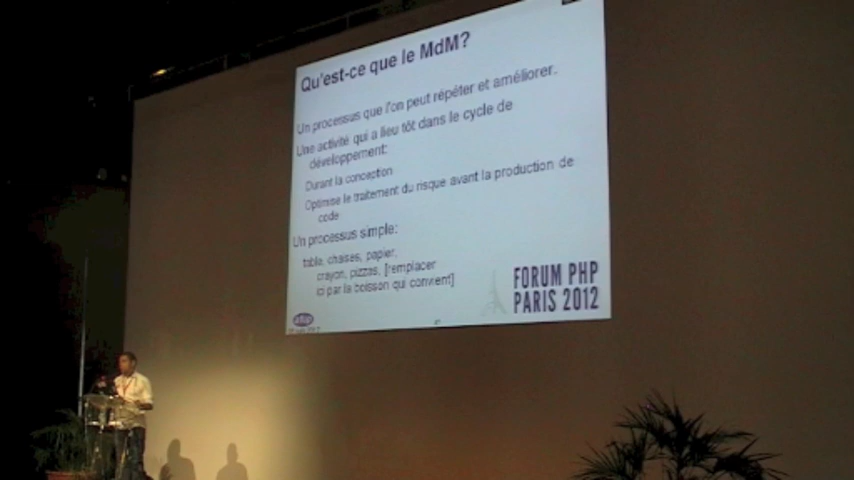 Qu'est-ce que le MdM?
Un processus que l'on peut répéter et améliorer.
Une activité qui a lieu tôt dans le cycle de
développement:
Durant la conception
Optimise le traitement du risque avant la production de
code
Un processus simple:
table, chaises, papier,
crayon, pizzas, [remplacer
ici par la boisson qui convient]
FORUM PHP
PARIS 2012